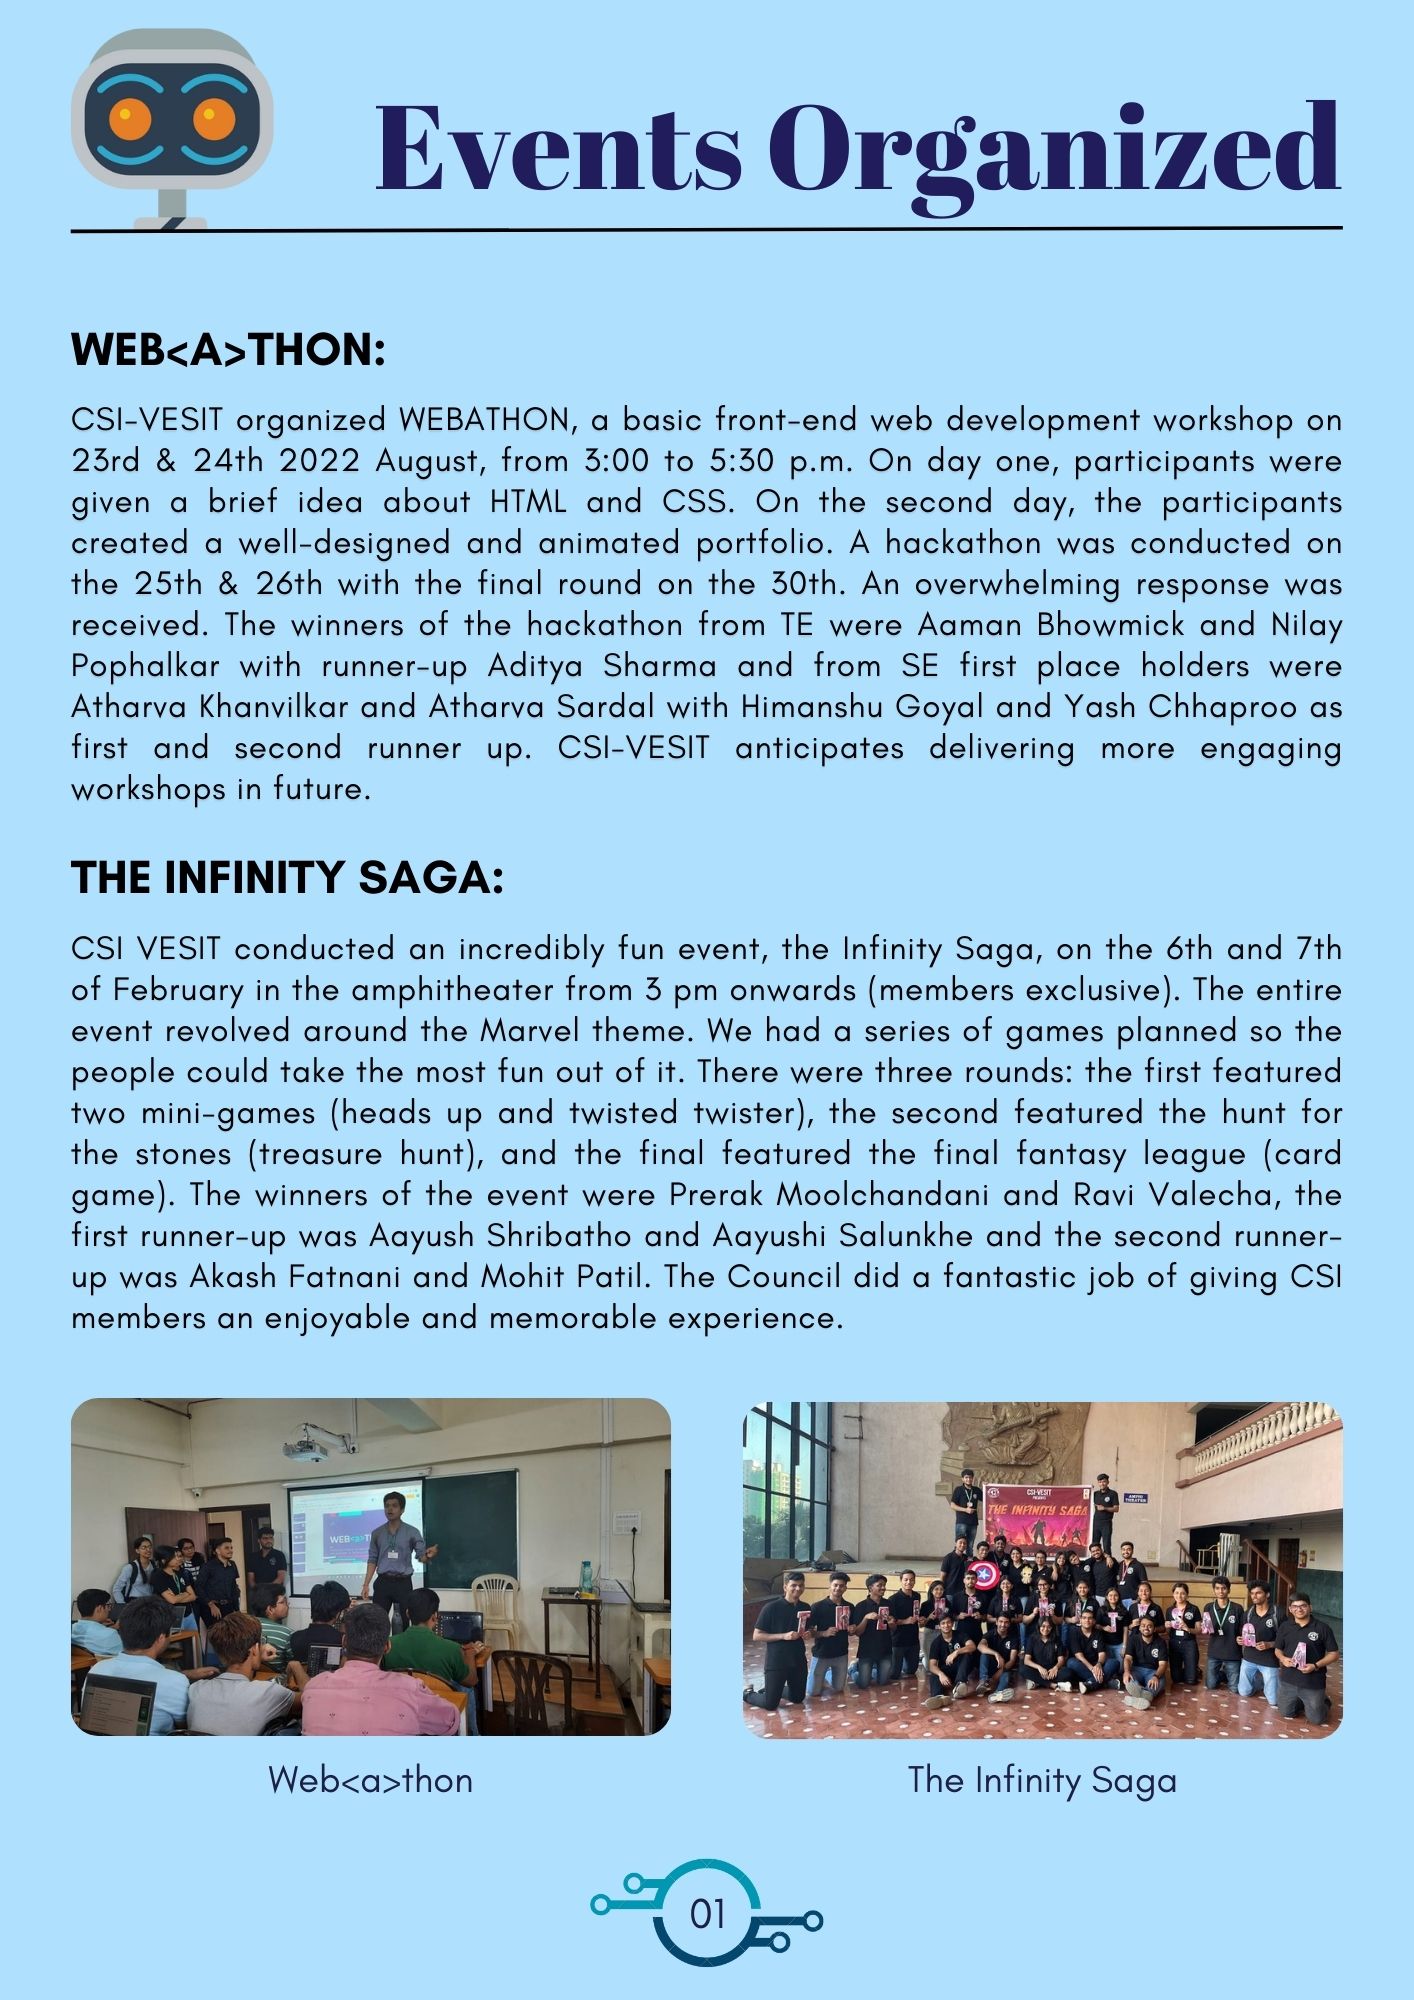 Events Organized
WEB<A>THON:
CSI-VESIT organized WEBATHON, a basic front-end web development workshop on
23rd & 24th 2022 August, from 3:00 to 5:30 p.m. On day one, participants were
given a brief idea about HTML and CSS. On the second day, the participants
created a well-designed and animated portfolio. A hackathon was conducted on
the 25th & 26th with the final round on the 30th. An overwhelming response was
received. The winners of the hackathon from TE were Aaman Bhowmick and Nilay
Pophalkar with runner-up Aditya Sharma and from SE first place holders were
Atharva Khanvilkar and Atharva Sardal with Himanshu Goyal and Yash Chhaproo as
first and second runner up. CSI-VESIT anticipates delivering more engaging
workshops in future.
THE INFINITY SAGA:
CSI VESIT conducted an incredibly fun event, the Infinity Saga, on the 6th and 7th
of February in the amphitheater from 3 pm onwards (members exclusive). The entire
event revolved around the Marvel theme. We had a series of games planned so the
people could take the most fun out of it. There were three rounds: the first featured
two mini-games (heads up and twisted twister), the second featured the hunt for
the stones (treasure hunt), and the final featured the final fantasy league (card
game). The winners of the event were Prerak Moolchandani and Ravi Valecha, the
first runner-up was Aayush Shribatho and Aayushi Salunkhe and the second runner-
up was Akash Fatnani and Mohit Patil. The Council did a fantastic job of giving CSI
members an enjoyable and memorable experience.
WEB<a>T
CSI-VESIT
PRESENTS
THE INFINITY SAGA
AMPHI
THEATER
THE INFINITY SAGA
Web<a>thon
The Infinity Saga
01